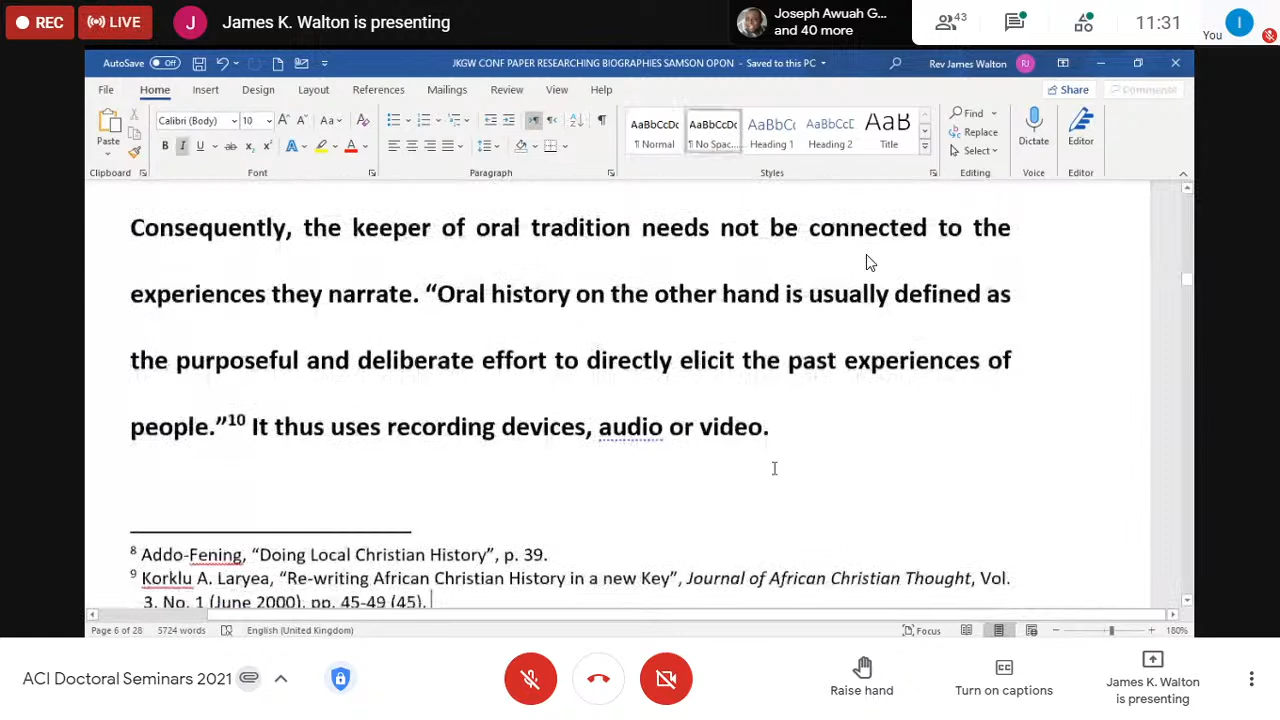 REC
LIVE
J
James K. Walton is presenting
Joseph Awuah G...
and 40 more
43
11:31
You
I
AutoSave
Off
JKGW CONF PAPER RESEARCHING BIOGRAPHIES SAMSON OPON - Saved to this PC
Rev James Walton
RJ
File
Home
Insert
Design
Layout
References
Mailings
Review
View
Help
Share
Comments
Paste
Calibri (Body)
10
Aa
B I U ab x₂ x² A A
AaBbCcDc
AaBbCcDc
AaBbCc
AaBbCcD
AaB
¶ Normal
¶ No Spac...
Heading 1
Heading 2
Title
Find
Replace
Select
Dictate
Editor
Clipboard
Font
Paragraph
Styles
Editing
Voice
Editor
Consequently, the keeper of oral tradition needs not be connected to the
experiences they narrate. “Oral history on the other hand is usually defined as
the purposeful and deliberate effort to directly elicit the past experiences of
people.”¹⁰ It thus uses recording devices, audio or video.
⁸ Addo-Fening, “Doing Local Christian History”, p. 39.
⁹ Korklu A. Laryea, “Re-writing African Christian History in a new Key”, Journal of African Christian Thought, Vol.
3. No. 1 (June 2000). pp. 45-49 (45).
Page 6 of 28
5724 words
English (United Kingdom)
Focus
180%
ACI Doctoral Seminars 2021
Raise hand
Turn on captions
James K. Walton
is presenting